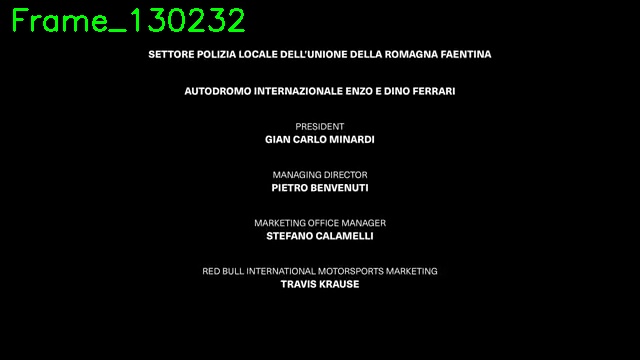 Frame_130232
SETTORE POLIZIA LOCALE DELL'UNIONE DELLA ROMAGNA FAENTINA
AUTODROMO INTERNAZIONALE ENZO E DINO FERRARI
PRESIDENT
GIAN CARLO MINARDI
MANAGING DIRECTOR
PIETRO BENVENUTI
MARKETING OFFICE MANAGER
STEFANO CALAMELLI
RED BULL INTERNATIONAL MOTORSPORTS MARKETING
TRAVIS KRAUSE